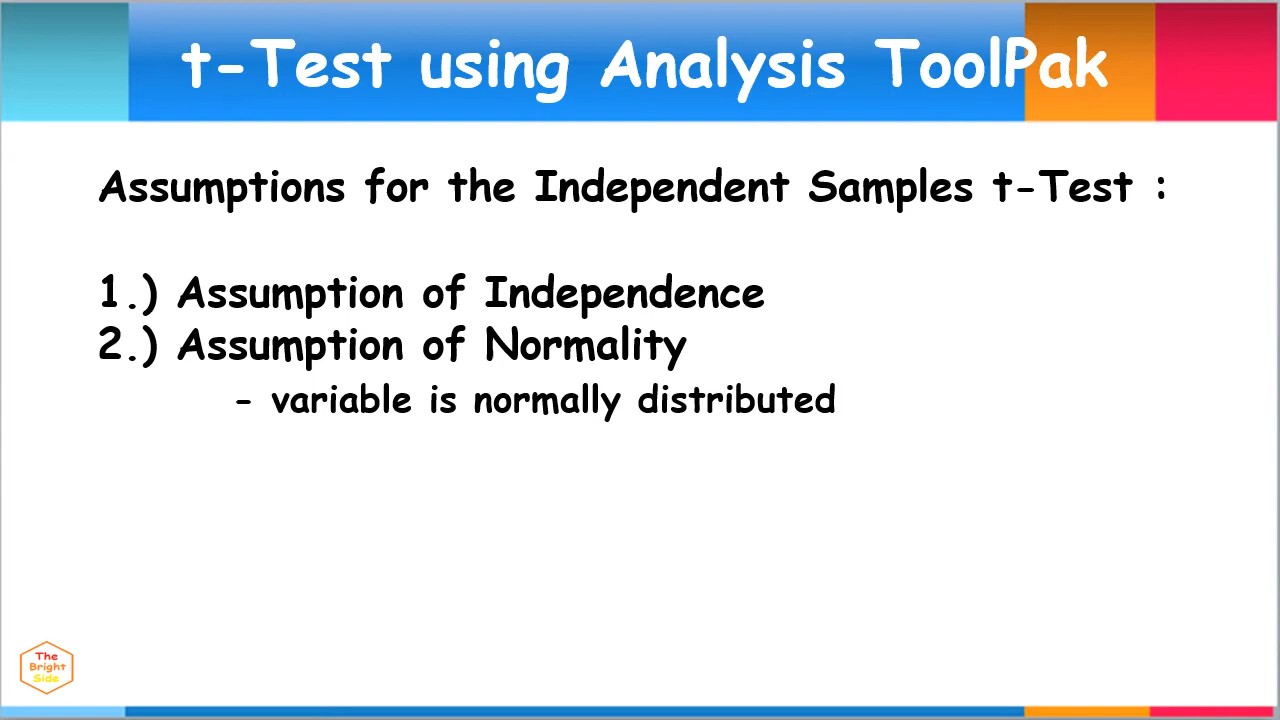 t-Test using Analysis ToolPak
Assumptions for the Independent Samples t-Test :
1.) Assumption of Independence
2.) Assumption of Normality
- variable is normally distributed
The
Bright
Side